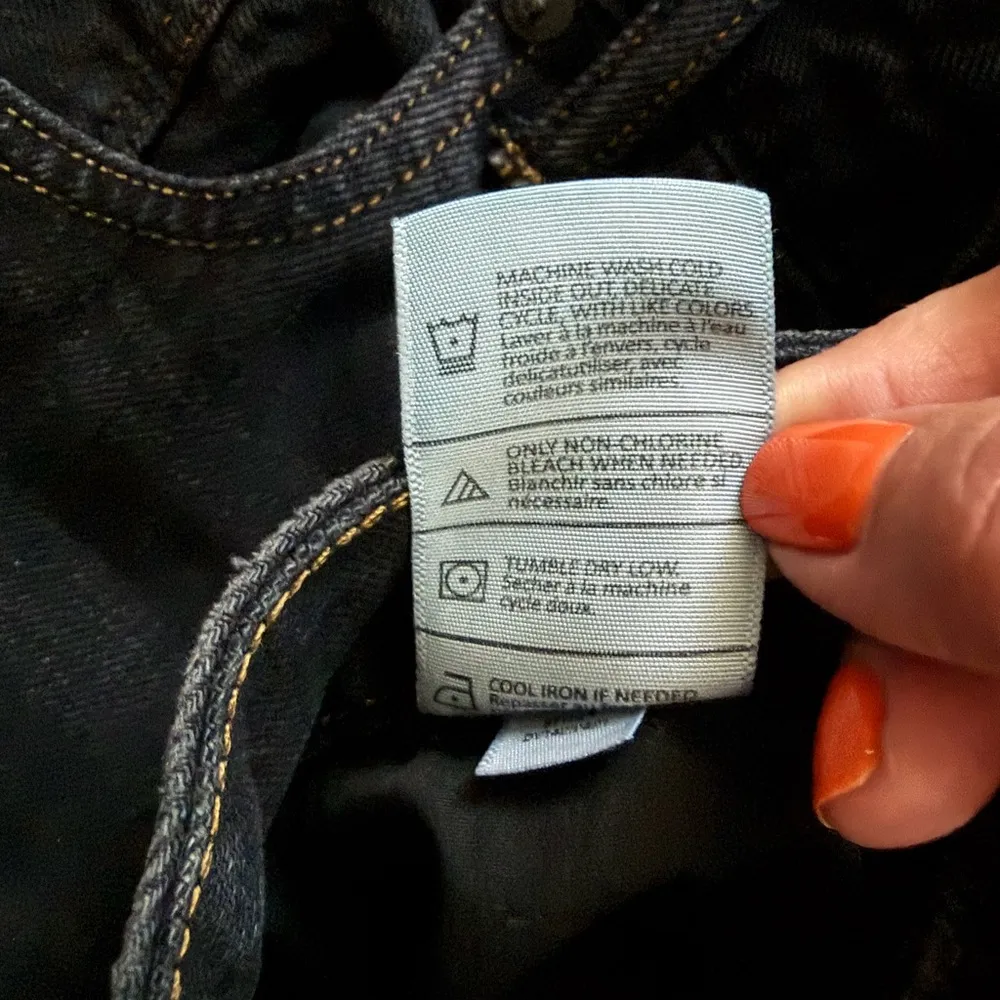 MACHINE WASH COLD
INSIDE OUT, DELICATE
CYCLE, WITH LIKE COLORS.
Laver à la machine à l'eau
froide à l'envers, cycle
délicatutiliser, avec
couleurs similaires.
ONLY NON-CHLORINE
BLEACH WHEN NEEDED.
Blanchir sans chlore si
nécessaire.
TUMBLE DRY LOW.
Sécher à la machine
cycle doux.
COOL IRON IF NEEDED.
Repasser